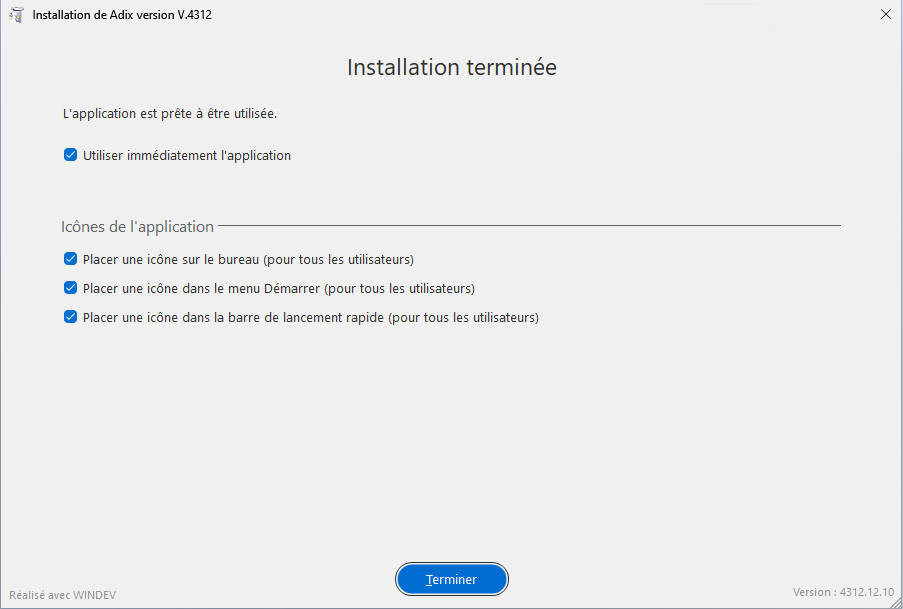 Installation de Adix version V.4312
Installation terminée
L'application est prête à être utilisée.
Utiliser immédiatement l'application
Icônes de l'application
Placer une icône sur le bureau (pour tous les utilisateurs)
Placer une icône dans le menu Démarrer (pour tous les utilisateurs)
Placer une icône dans la barre de lancement rapide (pour tous les utilisateurs)
Terminer
Réalisé avec WINDEV
Version : 4312.12.10